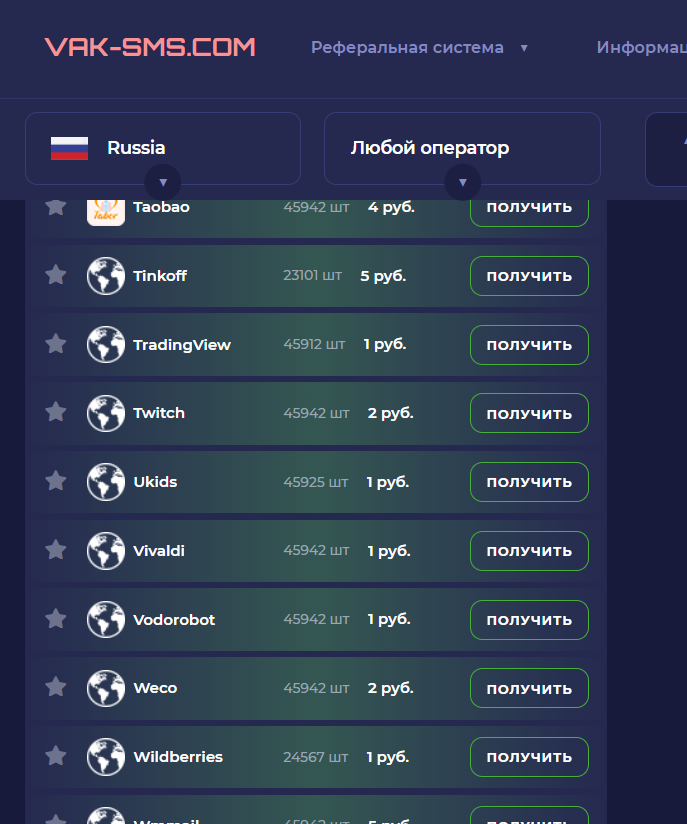 VAK-SMS.COM Реферальная система ▼ Информац
Russia ▼ Любой оператор ▼
Taobao 45942 шт 4 руб. ПОЛУЧИТЬ
Tinkoff 23101 шт 5 руб. ПОЛУЧИТЬ
TradingView 45912 шт 1 руб. ПОЛУЧИТЬ
Twitch 45942 шт 2 руб. ПОЛУЧИТЬ
Ukids 45925 шт 1 руб. ПОЛУЧИТЬ
Vivaldi 45942 шт 1 руб. ПОЛУЧИТЬ
Vodorobot 45942 шт 1 руб. ПОЛУЧИТЬ
Weco 45942 шт 2 руб. ПОЛУЧИТЬ
Wildberries 24567 шт 1 руб. ПОЛУЧИТЬ